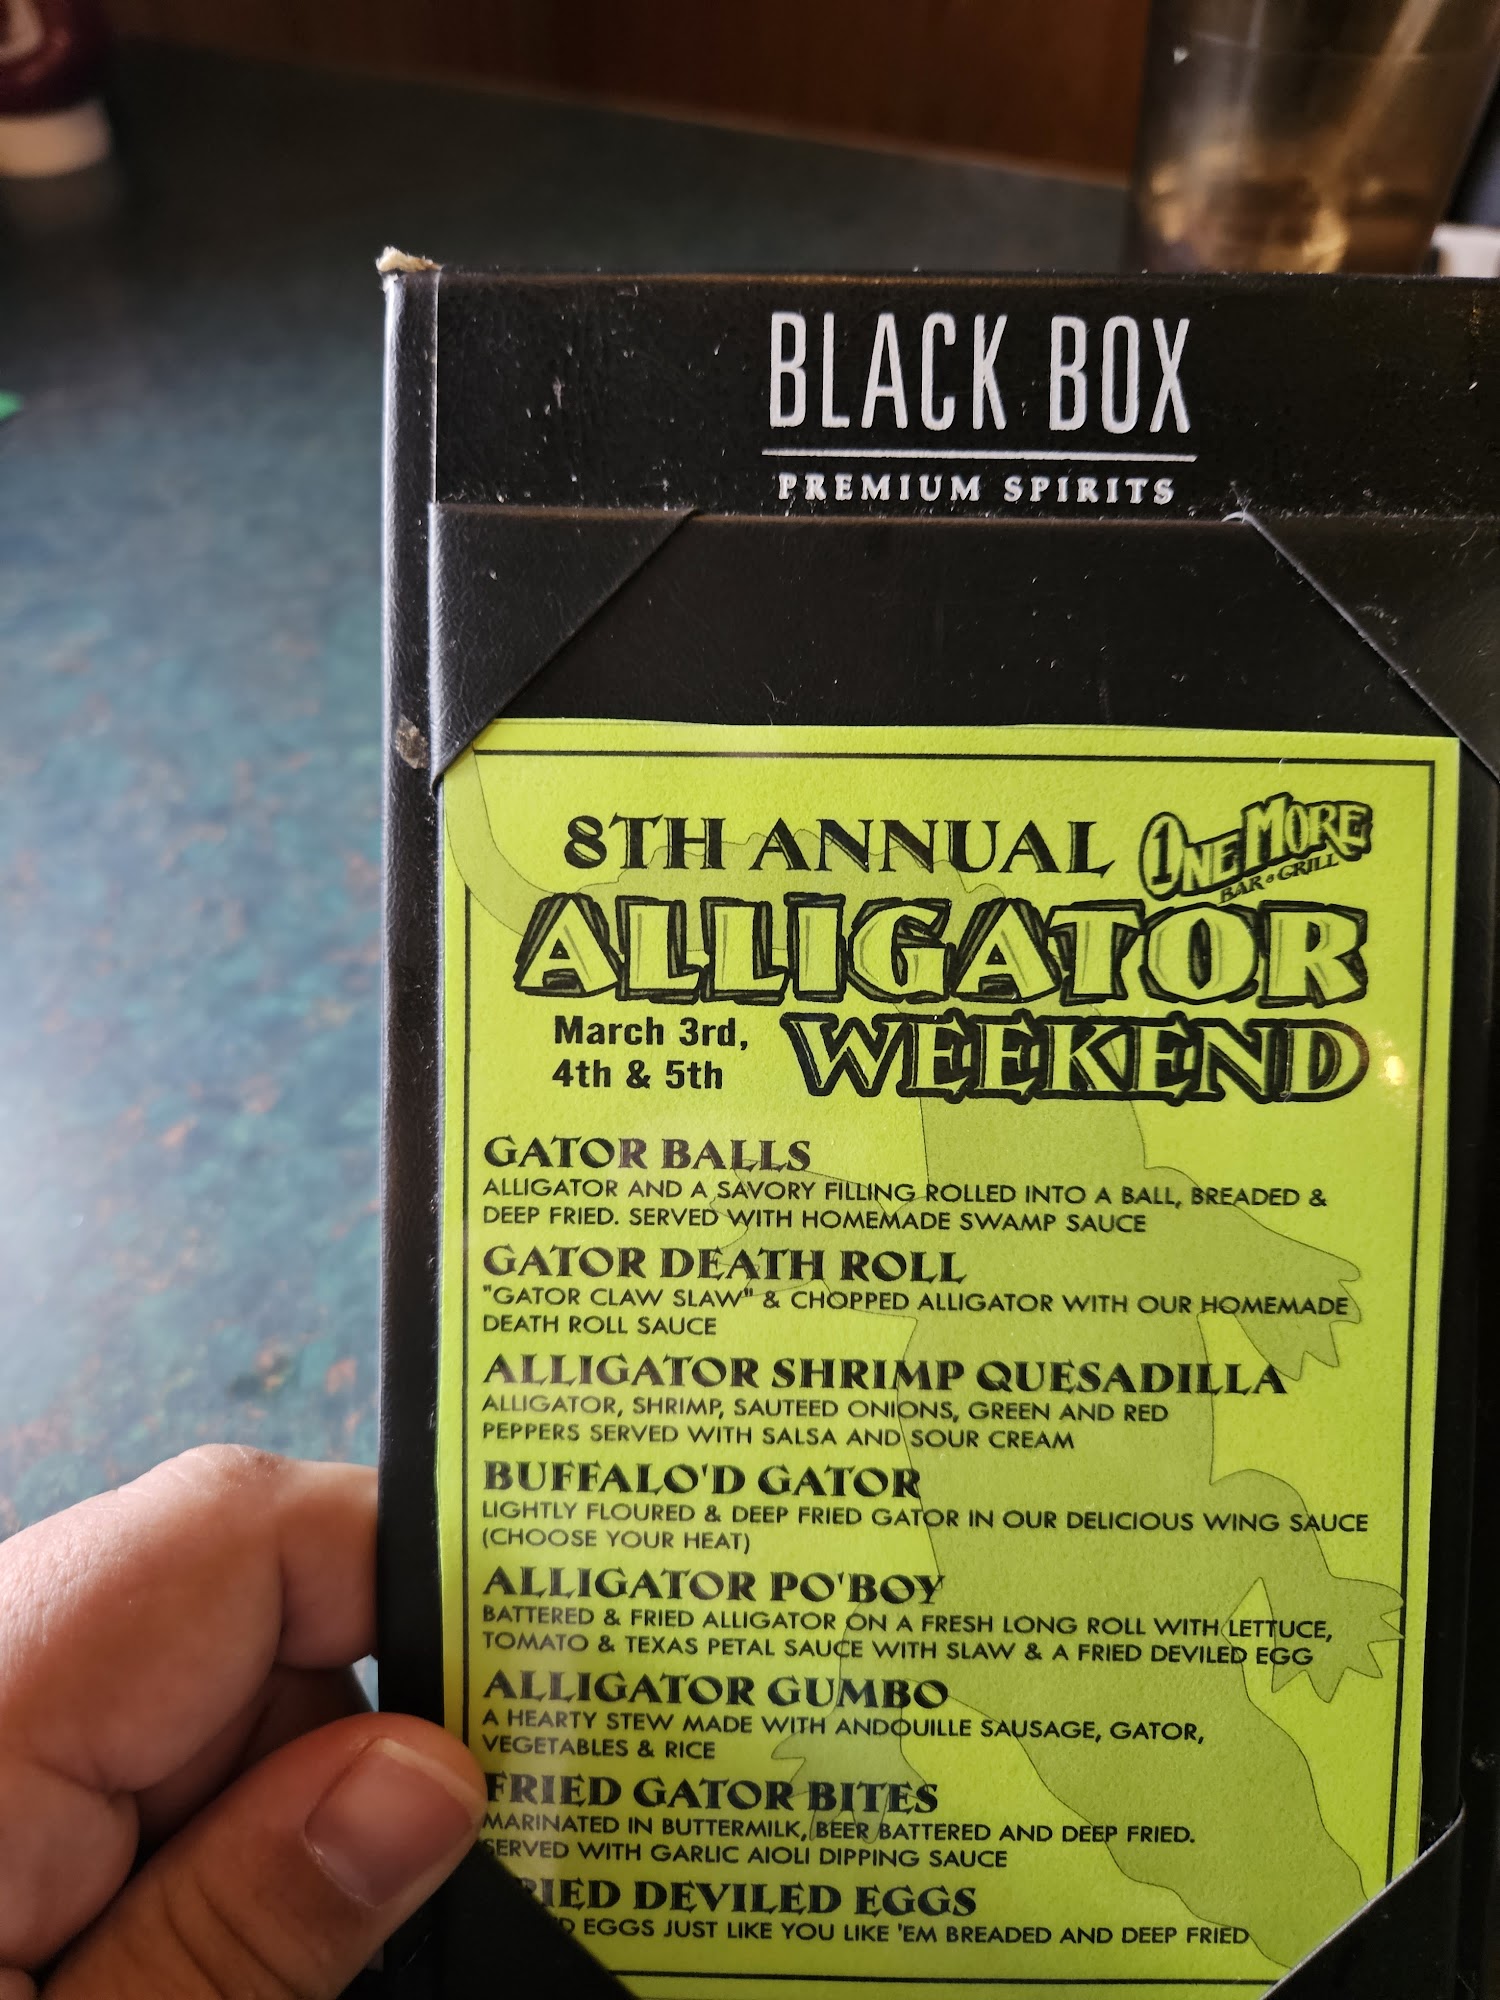 BLACK BOX
PREMIUM SPIRITS
8TH ANNUAL
1NE MORE
BAR & GRILL
ALLIGATOR
March 3rd,
4th & 5th
WEEKEND
GATOR BALLS
ALLIGATOR AND A SAVORY FILLING ROLLED INTO A BALL, BREADED &
DEEP FRIED. SERVED WITH HOMEMADE SWAMP SAUCE
GATOR DEATH ROLL
"GATOR CLAW SLAW" & CHOPPED ALLIGATOR WITH OUR HOMEMADE
DEATH ROLL SAUCE
ALLIGATOR SHRIMP QUESADILLA
ALLIGATOR, SHRIMP, SAUTEED ONIONS, GREEN AND RED
PEPPERS SERVED WITH SALSA AND SOUR CREAM
BUFFALO'D GATOR
LIGHTLY FLOURED & DEEP FRIED GATOR IN OUR DELICIOUS WING SAUCE
(CHOOSE YOUR HEAT)
ALLIGATOR PO'BOY
BATTERED & FRIED ALLIGATOR ON A FRESH LONG ROLL WITH LETTUCE,
TOMATO & TEXAS PETAL SAUCE WITH SLAW & A FRIED DEVILED EGG
ALLIGATOR GUMBO
A HEARTY STEW MADE WITH ANDOUILLE SAUSAGE, GATOR,
VEGETABLES & RICE
FRIED GATOR BITES
MARINATED IN BUTTERMILK, BEER BATTERED AND DEEP FRIED.
SERVED WITH GARLIC AIOLI DIPPING SAUCE
FRIED DEVILED EGGS
EGGS JUST LIKE YOU LIKE 'EM BREADED AND DEEP FRIED